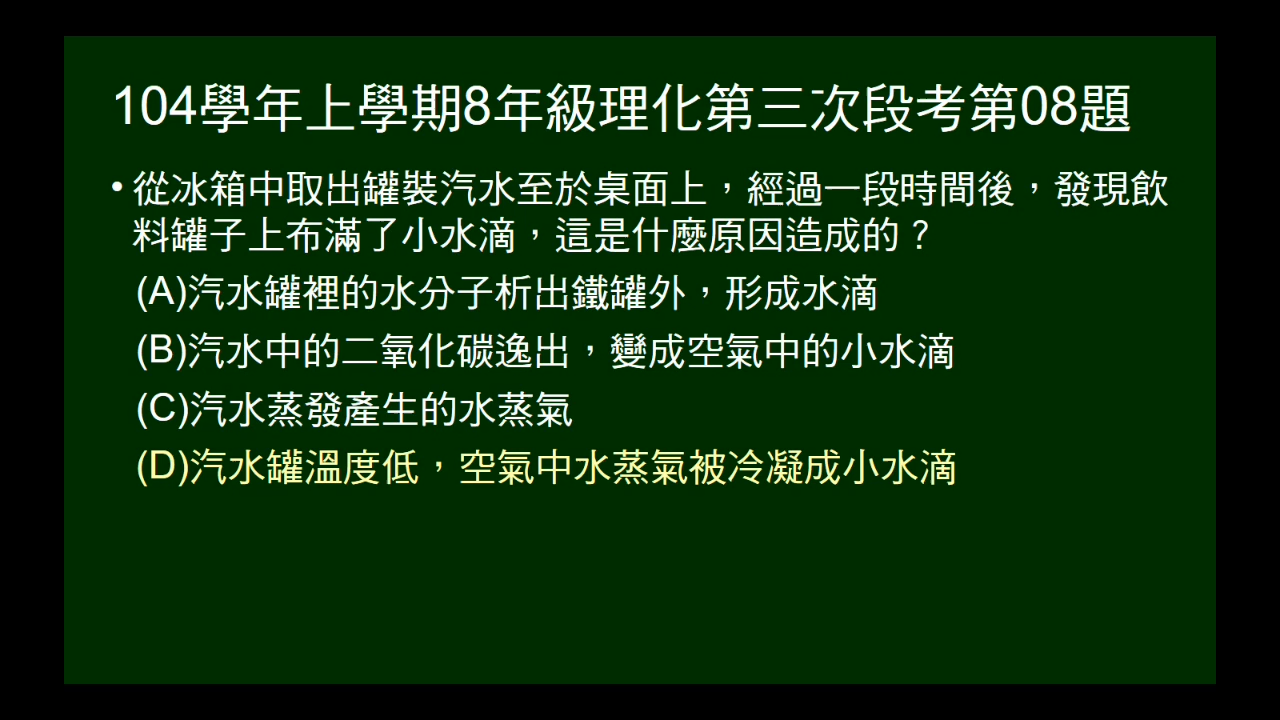 104學年上學期8年級理化第三次段考第08題
• 從冰箱中取出罐裝汽水至於桌面上，經過一段時間後，發現飲
料罐子上布滿了小水滴，這是什麼原因造成的？
(A)汽水罐裡的水分子析出鐵罐外，形成水滴
(B)汽水中的二氧化碳逸出，變成空氣中的小水滴
(C)汽水蒸發產生的水蒸氣
(D)汽水罐溫度低，空氣中水蒸氣被冷凝成小水滴